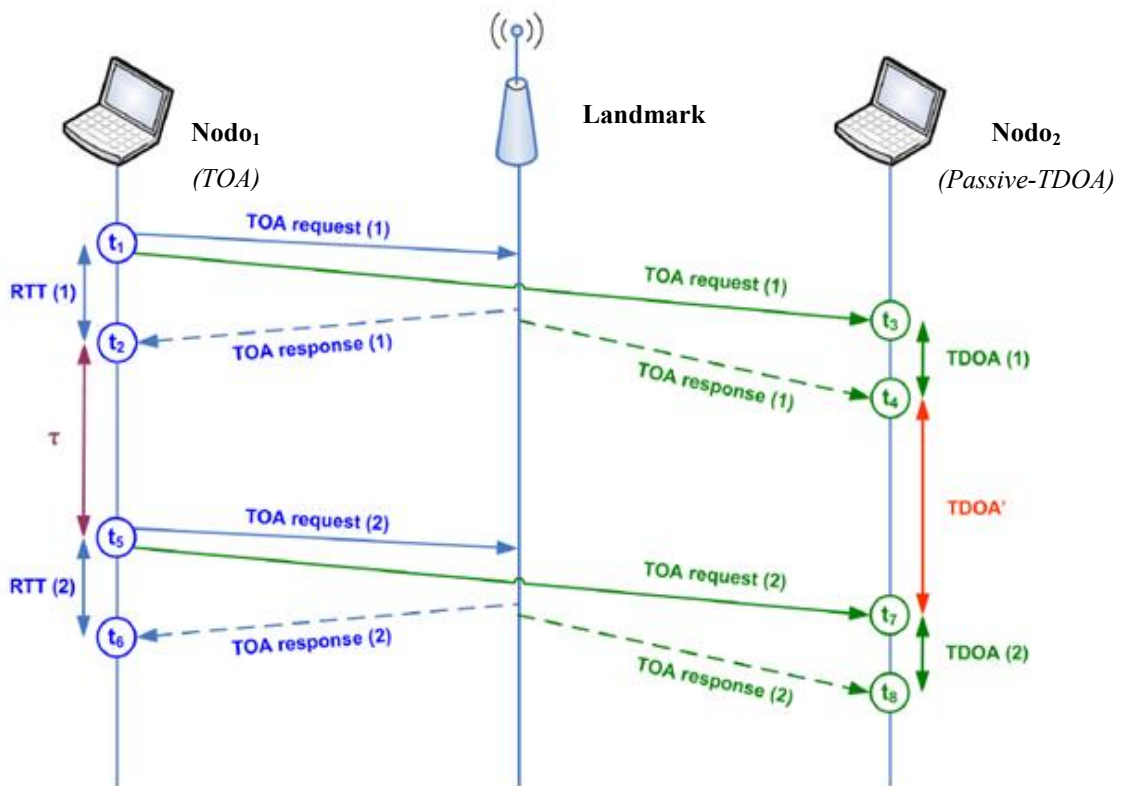 Landmark
Nodo₁
(TOA)
Nodo₂
(Passive-TDOA)
TOA request (1)
t₁
TOA request (1)
RTT (1)
t₃
t₂
TOA response (1)
TOA response (1)
TDOA (1)
t₄
τ
TDOA'
TOA request (2)
t₅
TOA request (2)
RTT (2)
t₇
t₆
TOA response (2)
TOA response (2)
TDOA (2)
t₈